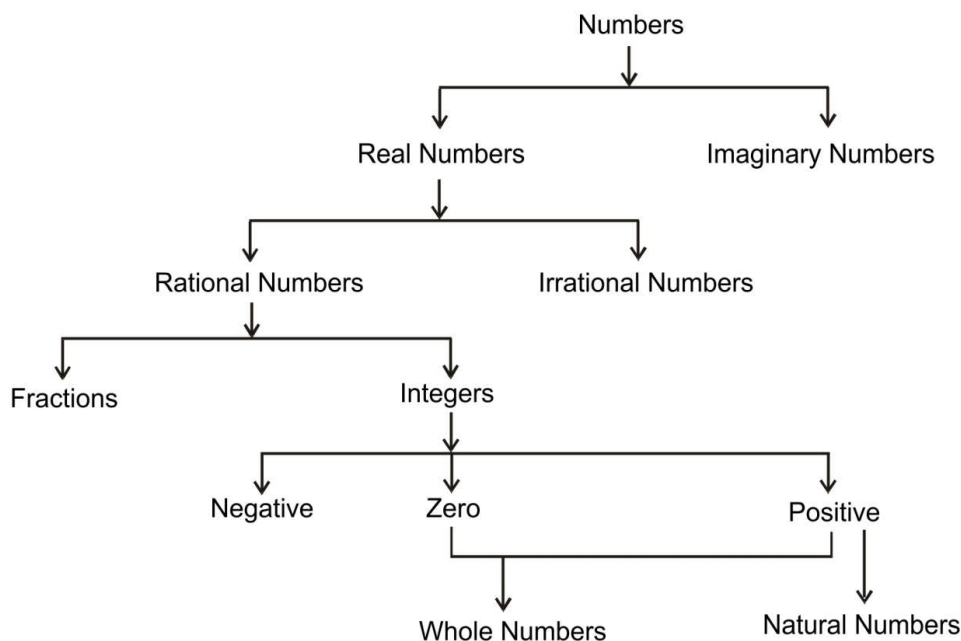 Numbers
Real Numbers
Imaginary Numbers
Rational Numbers
Irrational Numbers
Fractions
Integers
Negative
Zero
Positive
Whole Numbers
Natural Numbers